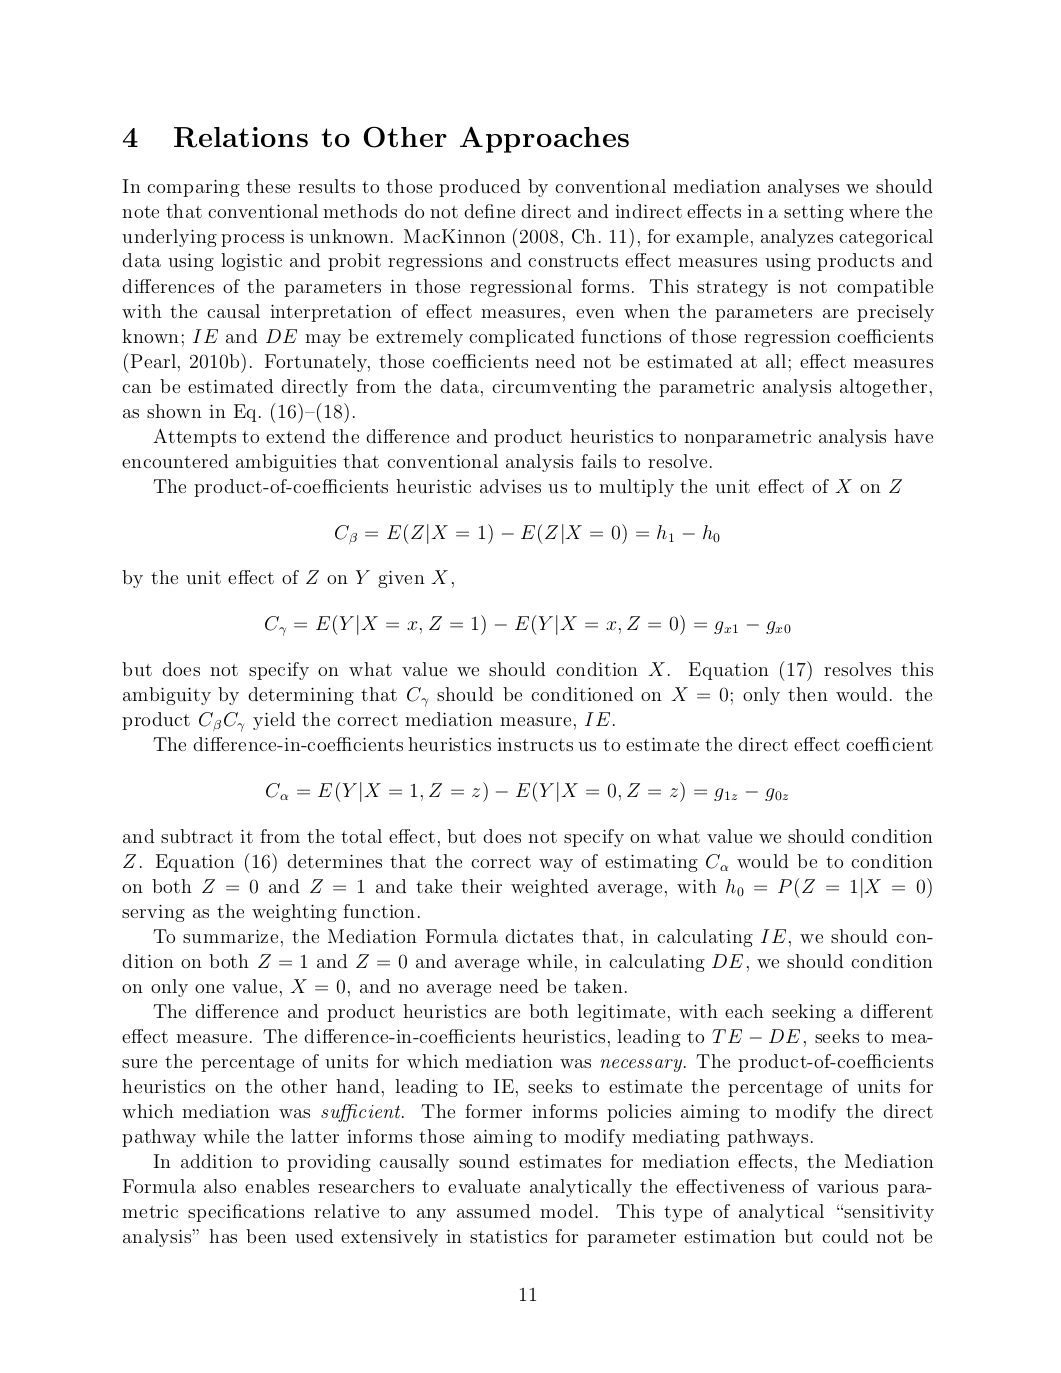 4 Relations to Other Approaches
In comparing these results to those produced by conventional mediation analyses we should
note that conventional methods do not define direct and indirect effects in a setting where the
underlying process is unknown. MacKinnon (2008, Ch. 11), for example, analyzes categorical
data using logistic and probit regressions and constructs effect measures using products and
differences of the parameters in those regressional forms. This strategy is not compatible
with the causal interpretation of effect measures, even when the parameters are precisely
known; IE and DE may be extremely complicated functions of those regression coefficients
(Pearl, 2010b). Fortunately, those coefficients need not be estimated at all; effect measures
can be estimated directly from the data, circumventing the parametric analysis altogether,
as shown in Eq. (16)–(18).
Attempts to extend the difference and product heuristics to nonparametric analysis have
encountered ambiguities that conventional analysis fails to resolve.
The product-of-coefficients heuristic advises us to multiply the unit effect of X on Z
C_β = E(Z|X = 1) − E(Z|X = 0) = h_1 − h_0
by the unit effect of Z on Y given X,
C_γ = E(Y|X = x, Z = 1) − E(Y|X = x, Z = 0) = g_{x1} − g_{x0}
but does not specify on what value we should condition X. Equation (17) resolves this
ambiguity by determining that C_γ should be conditioned on X = 0; only then would. the
product C_βC_γ yield the correct mediation measure, IE.
The difference-in-coefficients heuristics instructs us to estimate the direct effect coefficient
C_α = E(Y|X = 1, Z = z) − E(Y|X = 0, Z = z) = g_{1z} − g_{0z}
and subtract it from the total effect, but does not specify on what value we should condition
Z. Equation (16) determines that the correct way of estimating C_α would be to condition
on both Z = 0 and Z = 1 and take their weighted average, with h_0 = P(Z = 1|X = 0)
serving as the weighting function.
To summarize, the Mediation Formula dictates that, in calculating IE, we should con-
dition on both Z = 1 and Z = 0 and average while, in calculating DE, we should condition
on only one value, X = 0, and no average need be taken.
The difference and product heuristics are both legitimate, with each seeking a different
effect measure. The difference-in-coefficients heuristics, leading to TE − DE, seeks to mea-
sure the percentage of units for which mediation was necessary. The product-of-coefficients
heuristics on the other hand, leading to IE, seeks to estimate the percentage of units for
which mediation was sufficient. The former informs policies aiming to modify the direct
pathway while the latter informs those aiming to modify mediating pathways.
In addition to providing causally sound estimates for mediation effects, the Mediation
Formula also enables researchers to evaluate analytically the effectiveness of various para-
metric specifications relative to any assumed model. This type of analytical “sensitivity
analysis” has been used extensively in statistics for parameter estimation but could not be
11